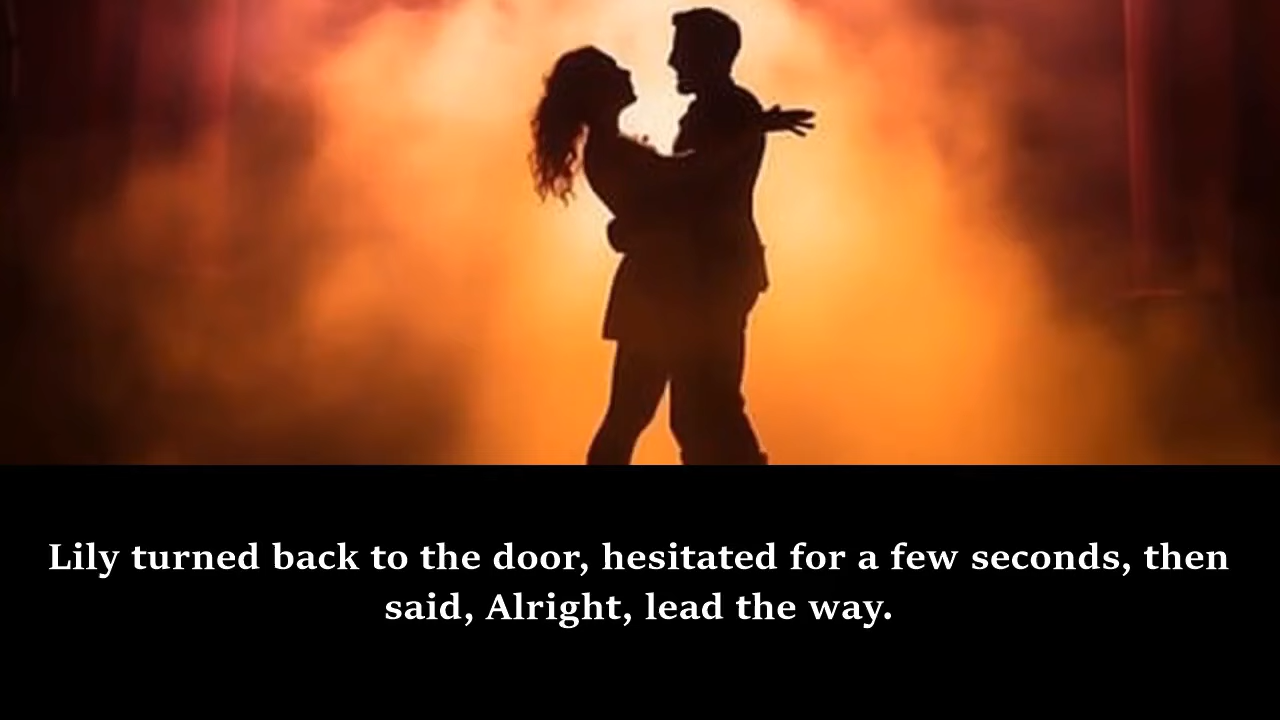 Lily turned back to the door, hesitated for a few seconds, then
said, Alright, lead the way.